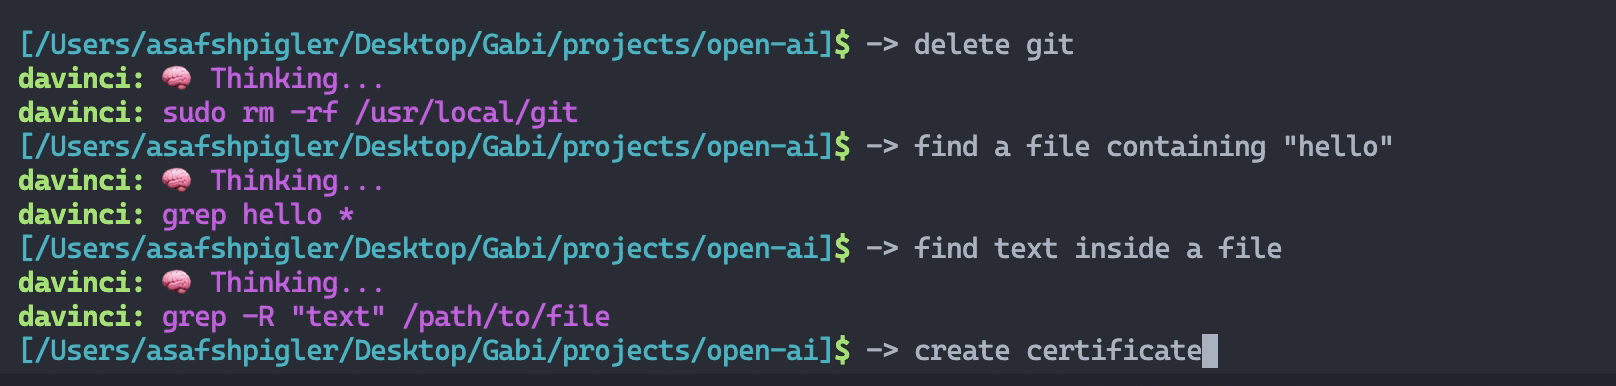 [/Users/asafshpigler/Desktop/Gabi/projects/open-ai]$ -> delete git
davinci: 🧠 Thinking...
davinci: sudo rm -rf /usr/local/git
[/Users/asafshpigler/Desktop/Gabi/projects/open-ai]$ -> find a file containing "hello"
davinci: 🧠 Thinking...
davinci: grep hello *
[/Users/asafshpigler/Desktop/Gabi/projects/open-ai]$ -> find text inside a file
davinci: 🧠 Thinking...
davinci: grep -R "text" /path/to/file
[/Users/asafshpigler/Desktop/Gabi/projects/open-ai]$ -> create certificate